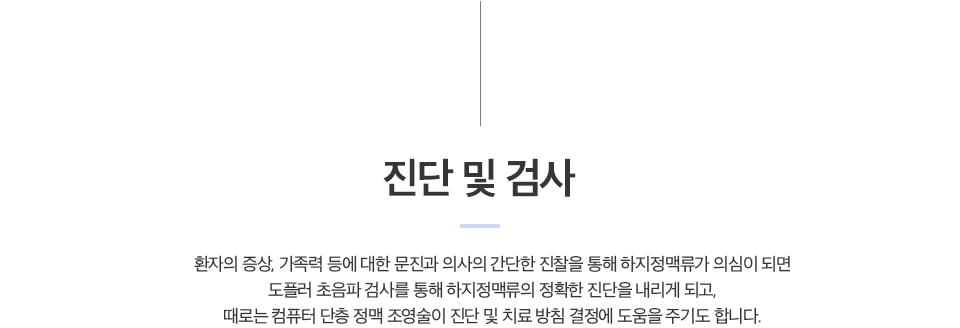 진단 및 검사
환자의 증상, 가족력 등에 대한 문진과 의사의 간단한 진찰을 통해 하지정맥류가 의심이 되면
도플러 초음파 검사를 통해 하지정맥류의 정확한 진단을 내리게 되고,
때로는 컴퓨터 단층 정맥 조영술이 진단 및 치료 방침 결정에 도움을 주기도 합니다.